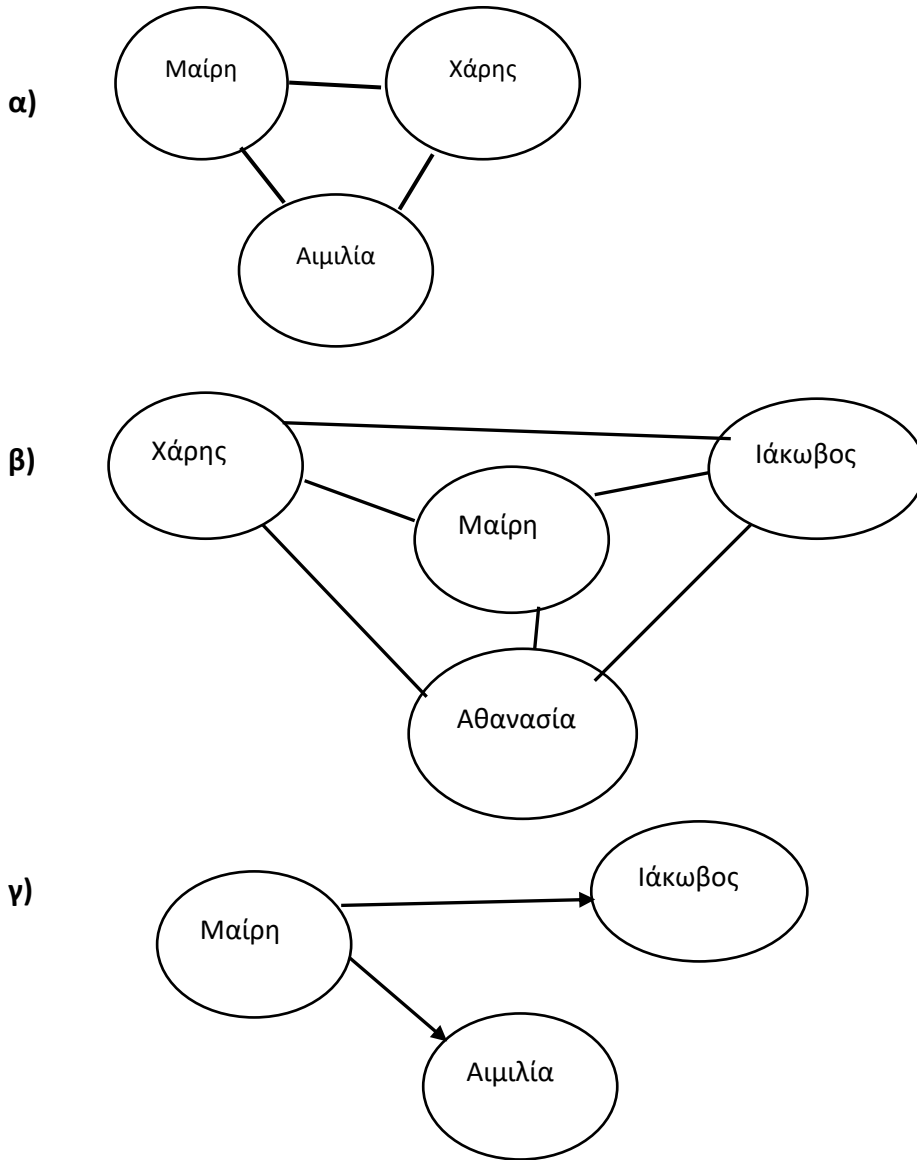 α)
Μαίρη
Χάρης
Αιμιλία
β)
Χάρης
Ιάκωβος
Μαίρη
Αθανασία
γ)
Μαίρη
Ιάκωβος
Αιμιλία